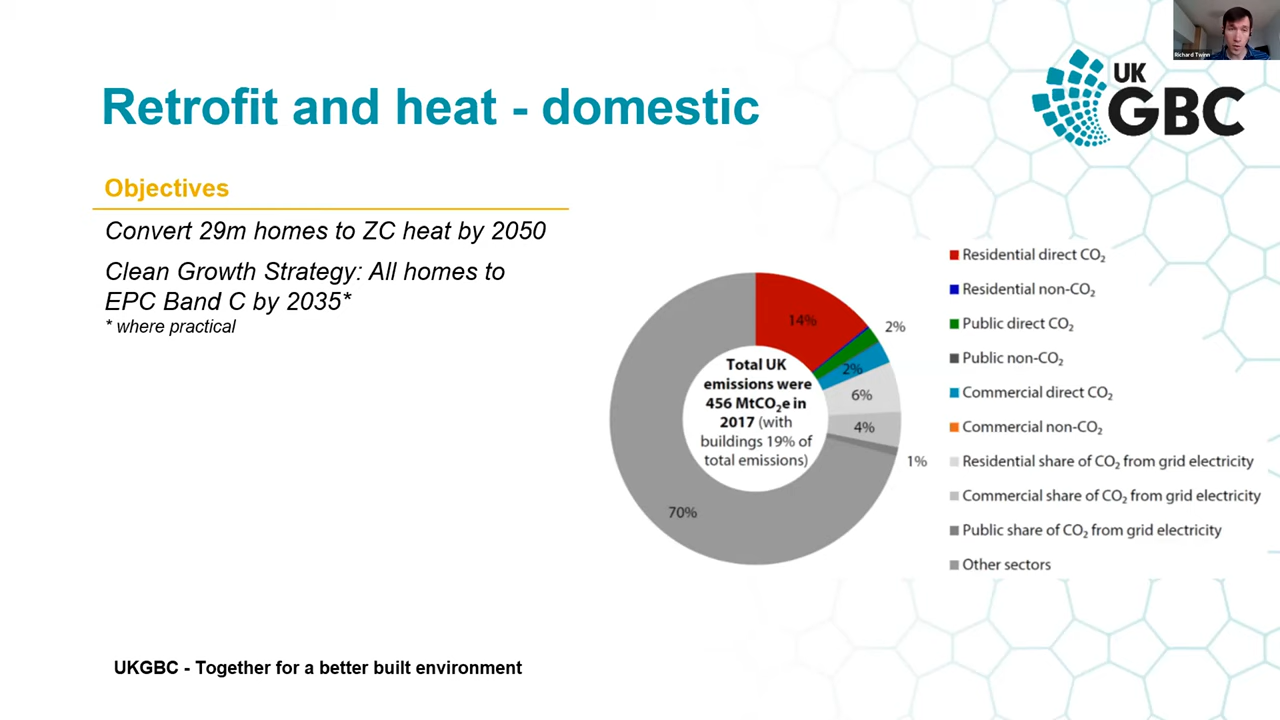 Richard Twinn
UK
GBC
Retrofit and heat - domestic
Objectives
Convert 29m homes to ZC heat by 2050
Clean Growth Strategy: All homes to
EPC Band C by 2035*
* where practical
14%
2%
2%
6%
4%
1%
70%
Total UK
emissions were
456 MtCO₂e in
2017 (with
buildings 19% of
total emissions)
Residential direct CO₂
Residential non-CO₂
Public direct CO₂
Public non-CO₂
Commercial direct CO₂
Commercial non-CO₂
Residential share of CO₂ from grid electricity
Commercial share of CO₂ from grid electricity
Public share of CO₂ from grid electricity
Other sectors
UKGBC - Together for a better built environment